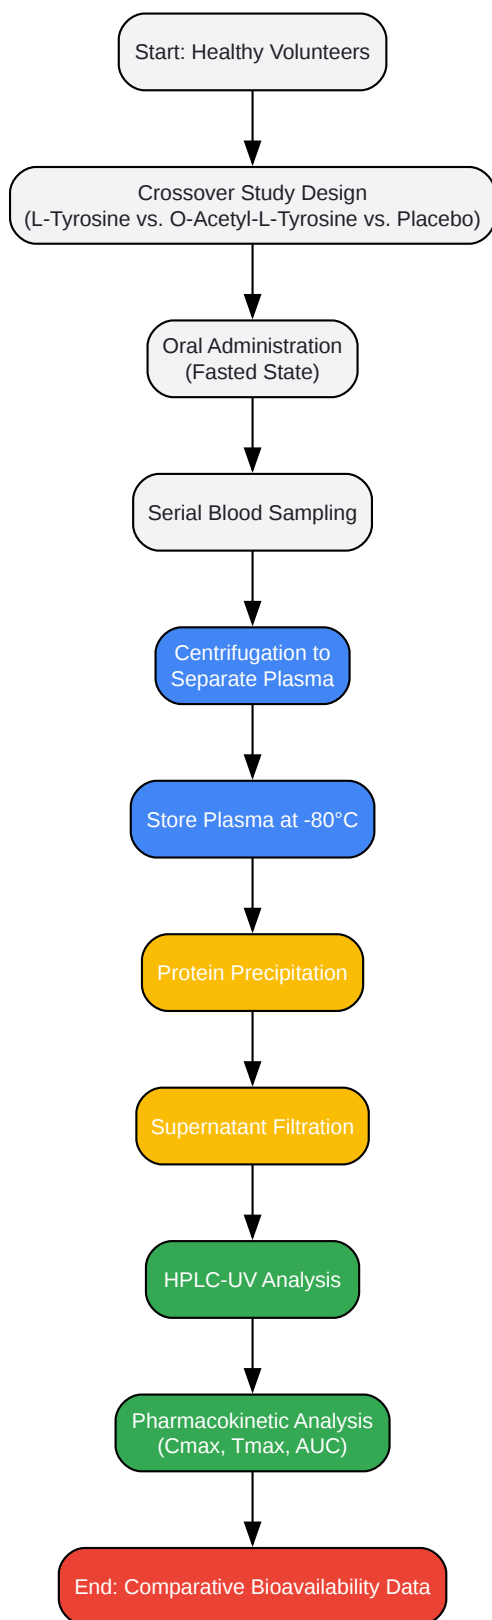 Start: Healthy Volunteers
Crossover Study Design
(L-Tyrosine vs. O-Acetyl-L-Tyrosine vs. Placebo)
Oral Administration
(Fasted State)
Serial Blood Sampling
Centrifugation to
Separate Plasma
Store Plasma at -80°C
Protein Precipitation
Supernatant Filtration
HPLC-UV Analysis
Pharmacokinetic Analysis
(Cmax, Tmax, AUC)
End: Comparative Bioavailability Data